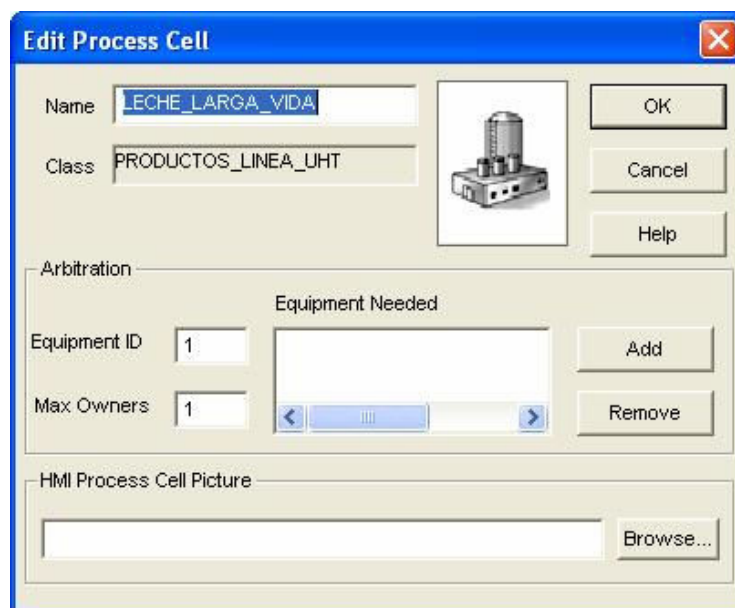 Edit Process Cell
Name LECHE_LARGA_VIDA OK
Class PRODUCTOS_LINEA_UHT Cancel
Help
Arbitration
Equipment Needed
Equipment ID 1 Add
Max Owners 1 Remove
HMI Process Cell Picture
Browse...